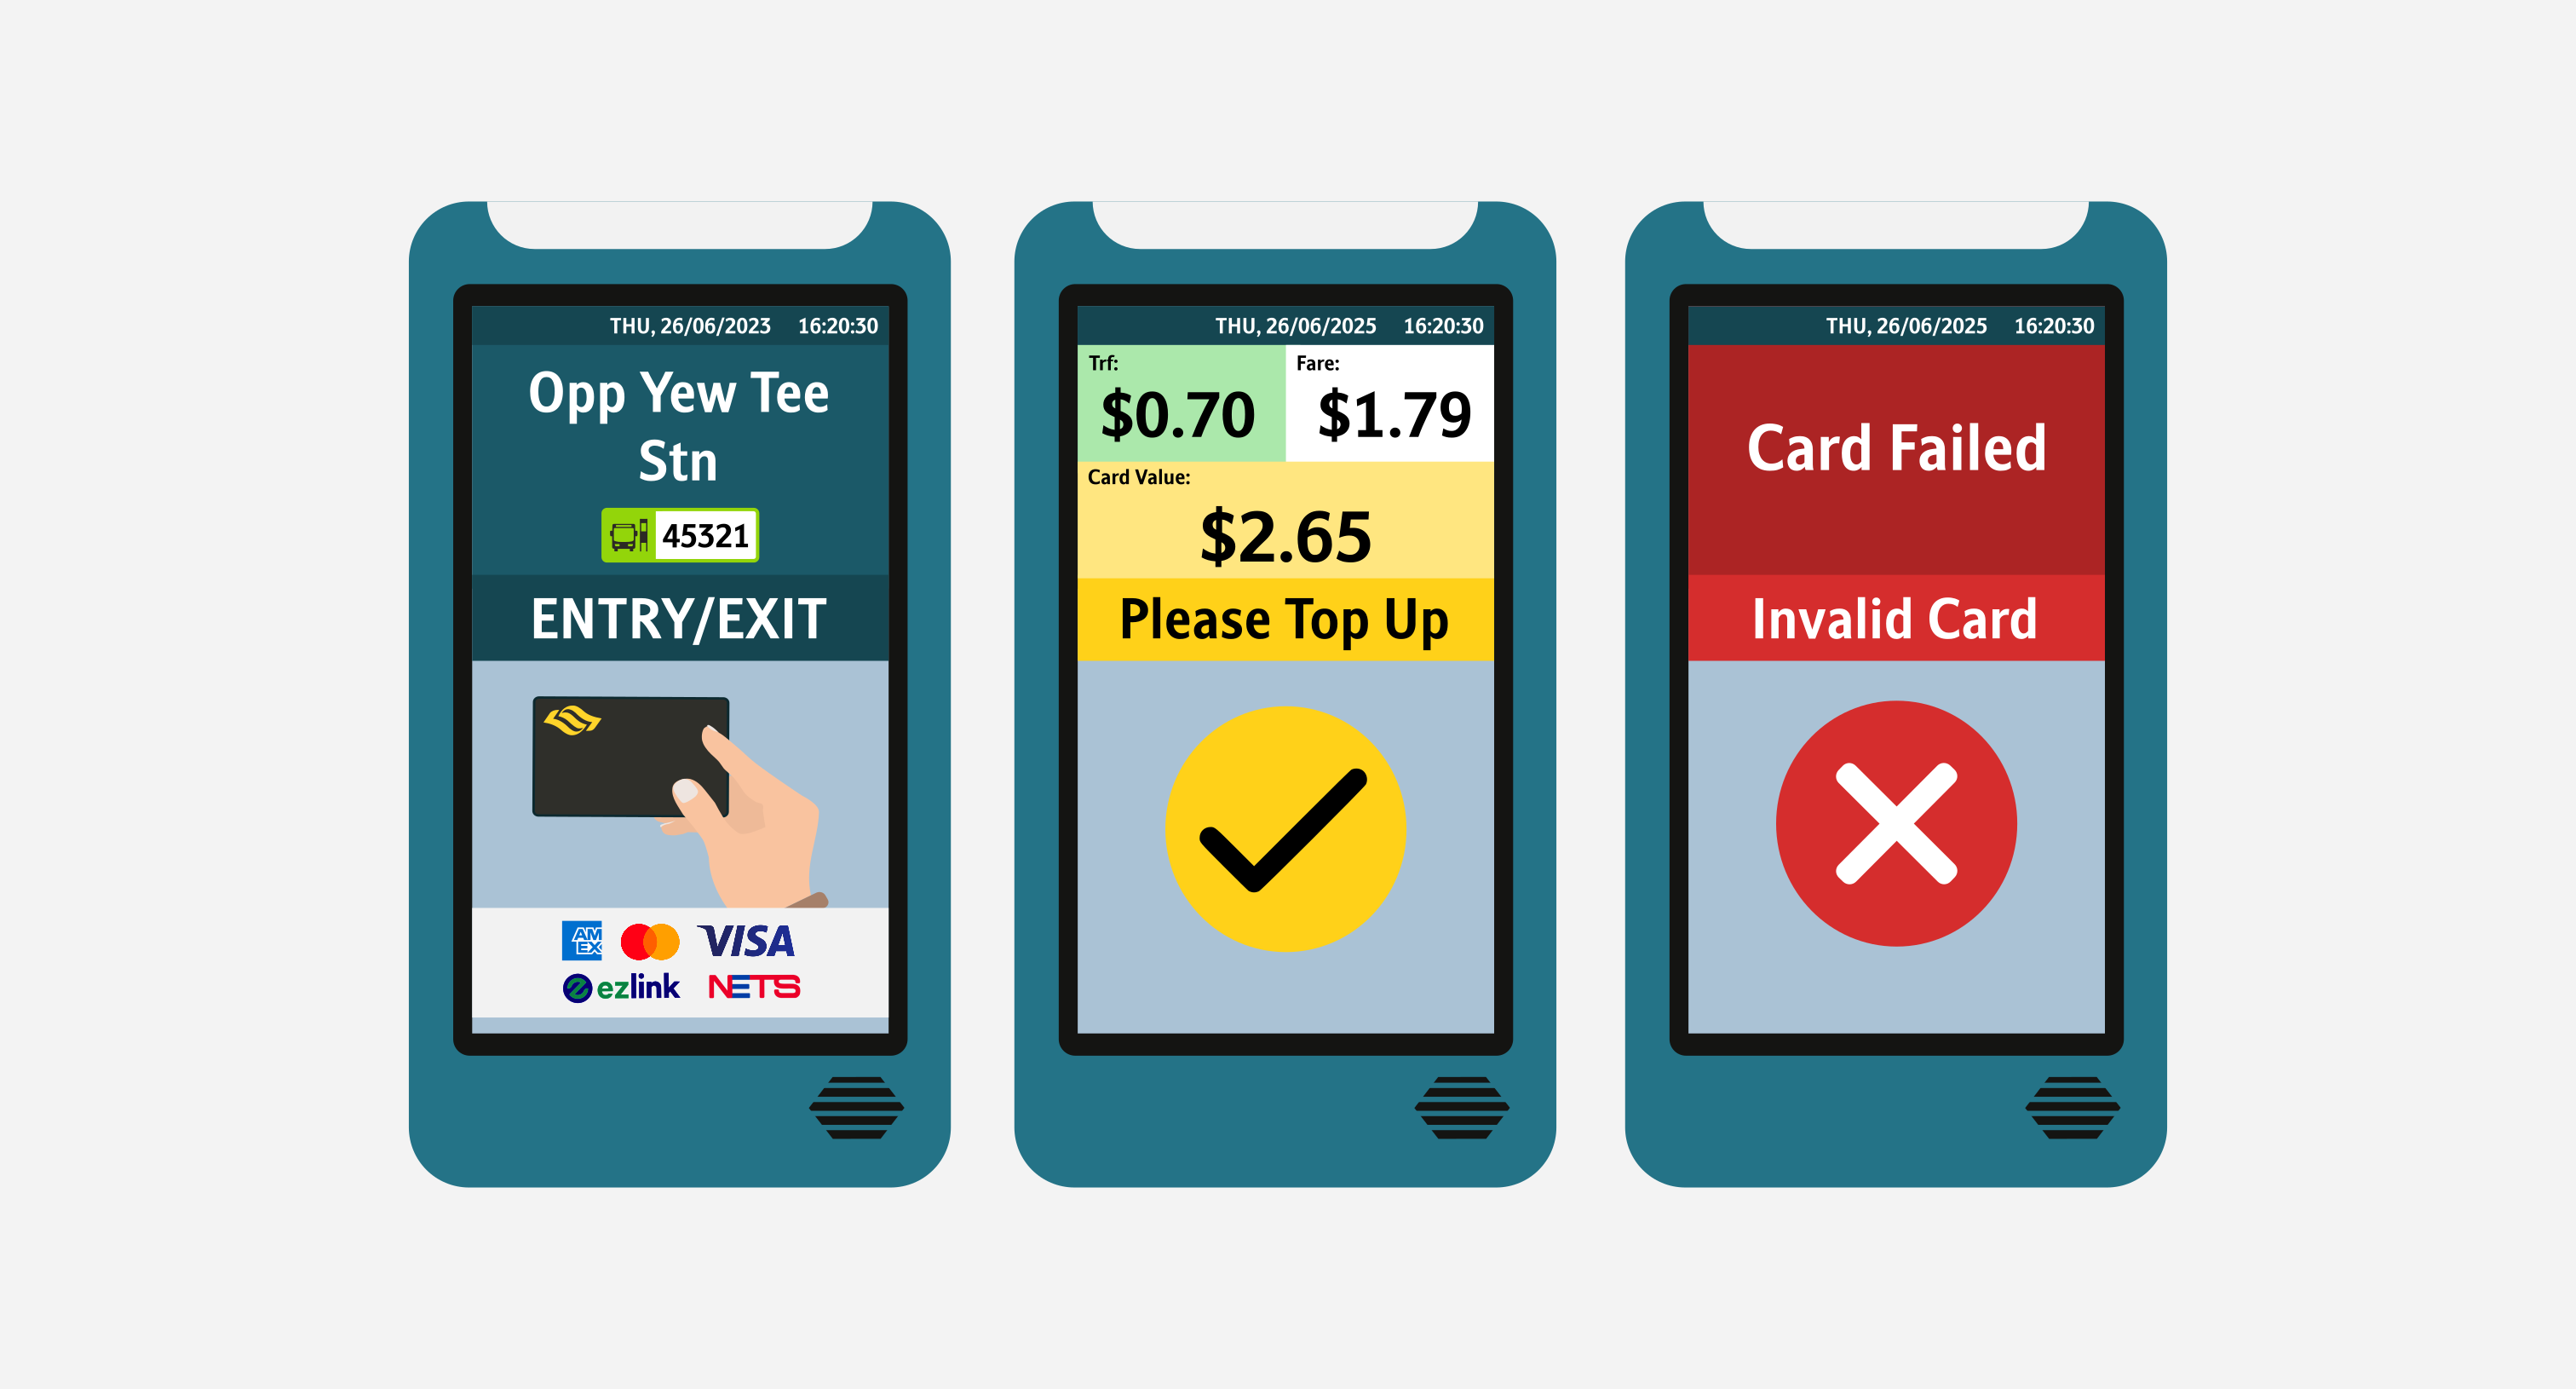 THU, 26/06/2023 16:20:30
Opp Yew Tee
Stn
45321
ENTRY/EXIT
AM
EX
VISA
ezlink NETS
THU, 26/06/2025 16:20:30
Trf: Fare:
$0.70 $1.79
Card Value:
$2.65
Please Top Up
THU, 26/06/2025 16:20:30
Card Failed
Invalid Card